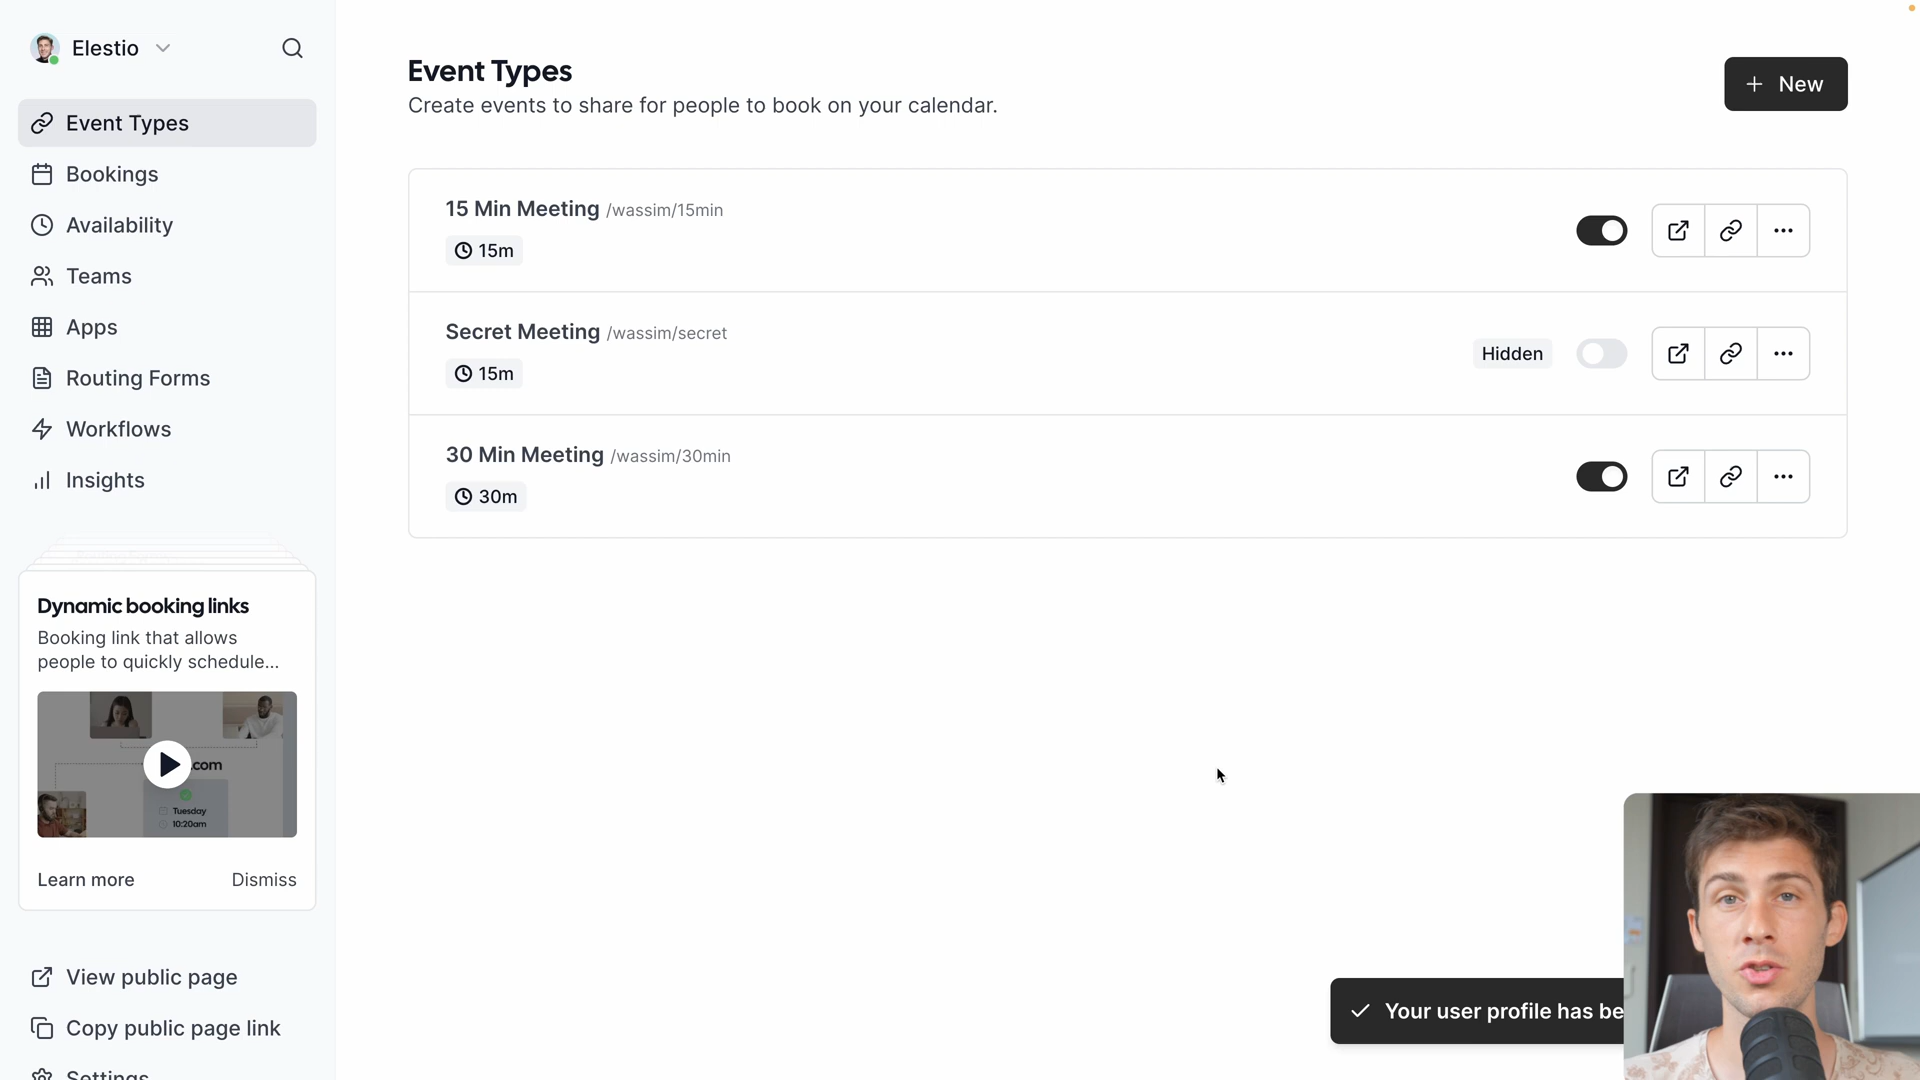 Elestio
Event Types
Bookings
Availability
Teams
Apps
Routing Forms
Workflows
Insights
Dynamic booking links
Booking link that allows
people to quickly schedule...
.com
Tuesday
10:20am
Learn more
Dismiss
View public page
Copy public page link
Settings
Event Types
Create events to share for people to book on your calendar.
New
15 Min Meeting /wassim/15min
15m
Secret Meeting /wassim/secret
15m
Hidden
30 Min Meeting /wassim/30min
30m
Your user profile has be